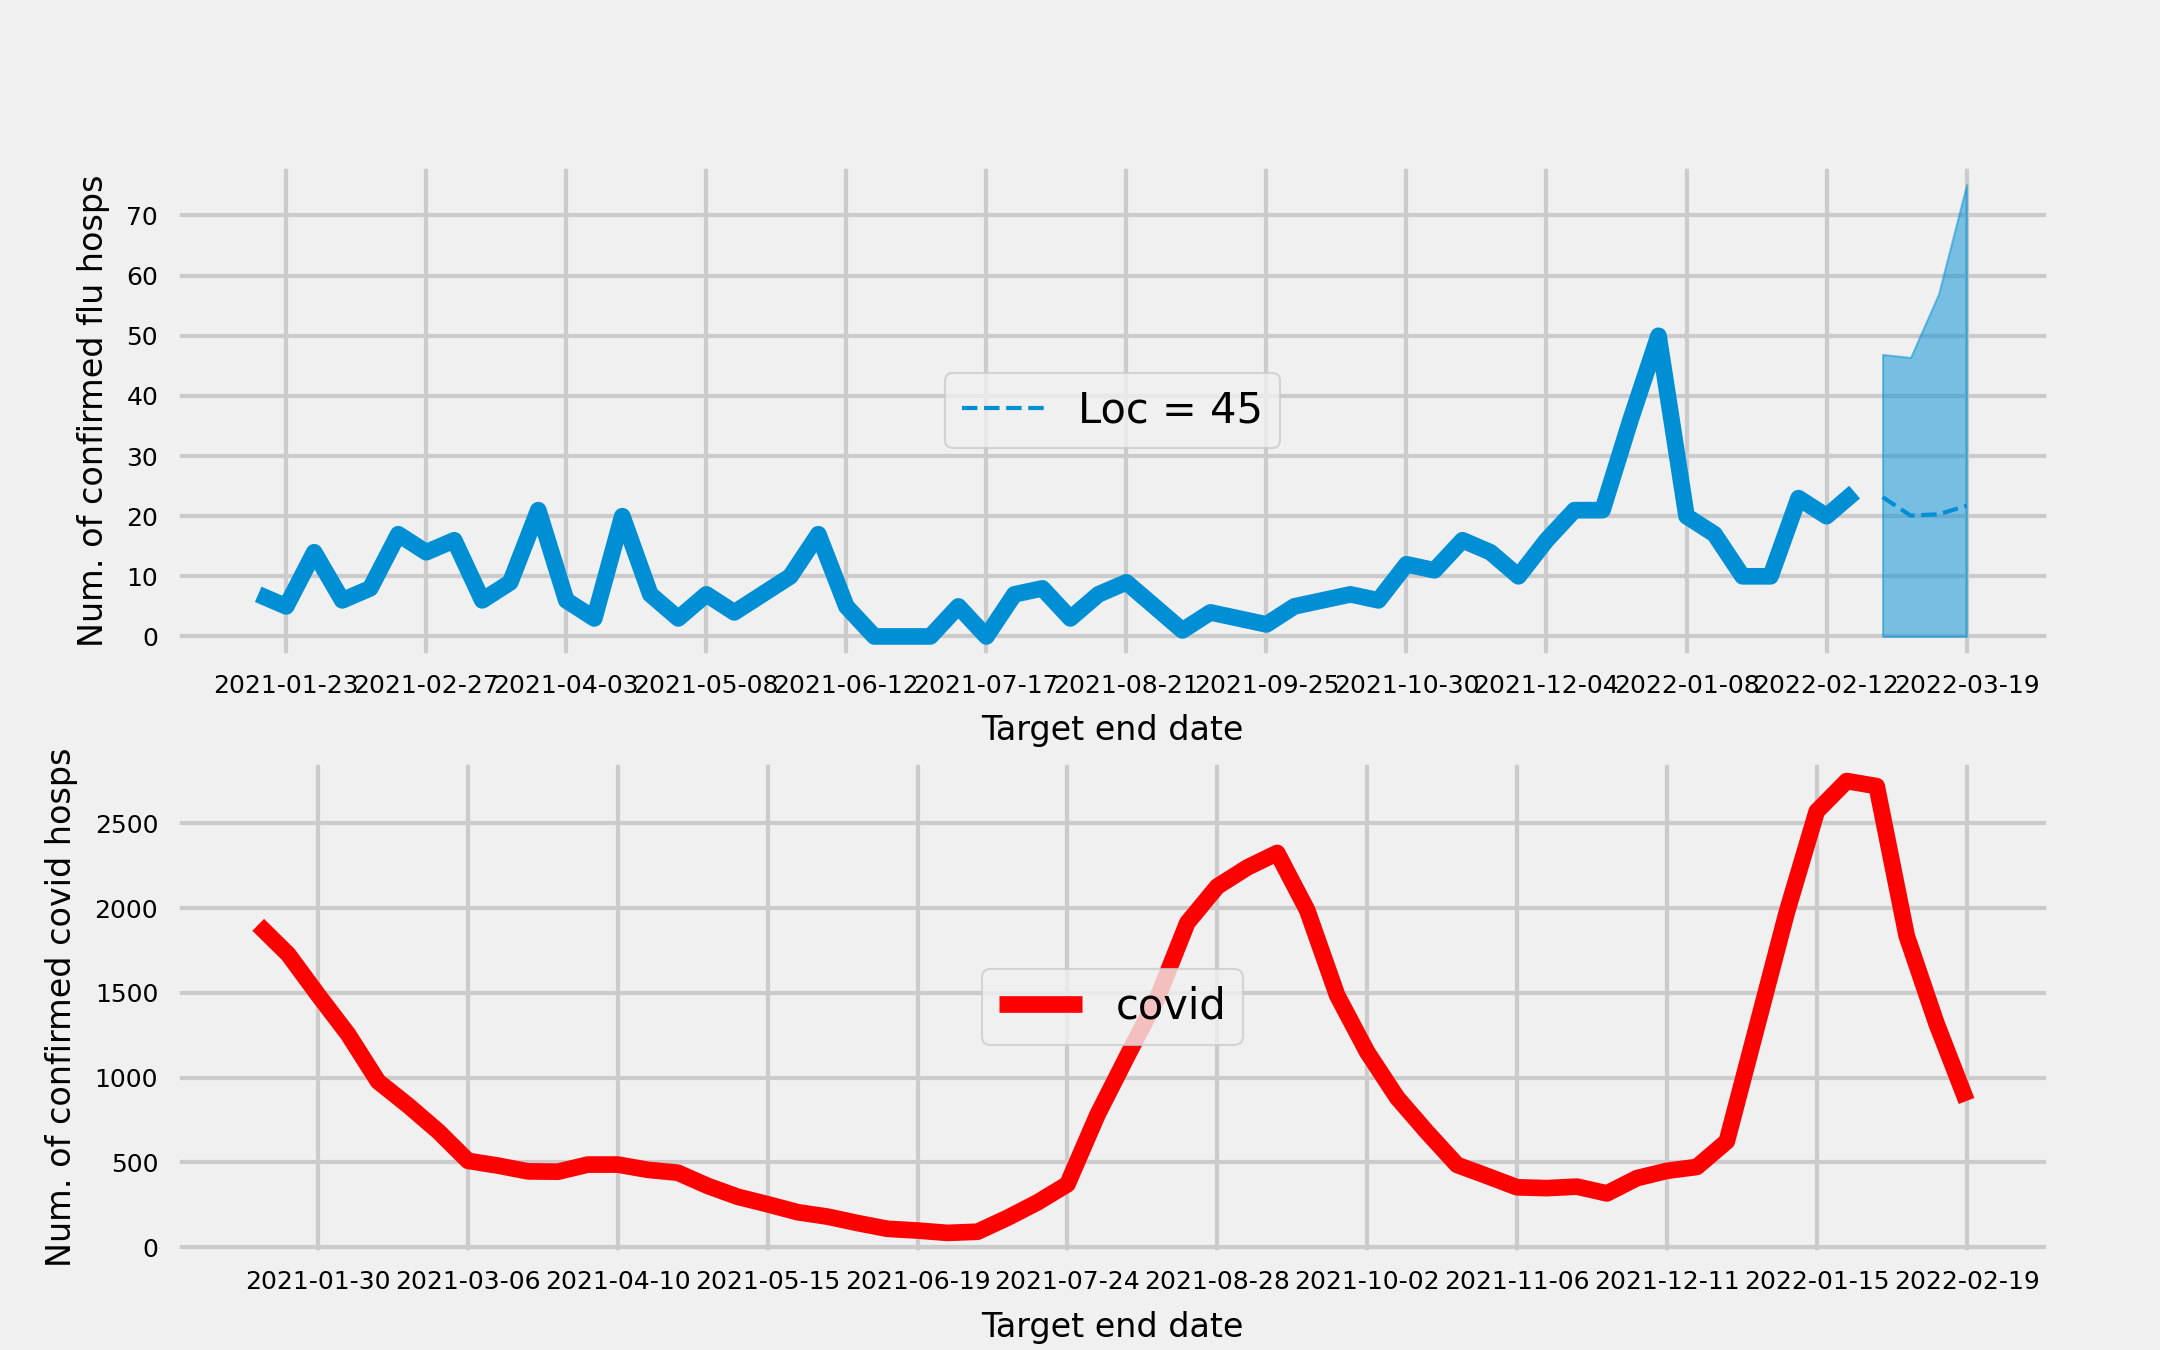 Num. of confirmed flu hosps
70
60
50
40
30
20
10
0
Loc = 45
2021-01-23 2021-02-27 2021-04-03 2021-05-08 2021-06-12 2021-07-17 2021-08-21 2021-09-25 2021-10-30 2021-12-04 2022-01-08 2022-02-12 2022-03-19
Target end date
Num. of confirmed covid hosps
2500
2000
1500
1000
500
0
covid
2021-01-30 2021-03-06 2021-04-10 2021-05-15 2021-06-19 2021-07-24 2021-08-28 2021-10-02 2021-11-06 2021-12-11 2022-01-15 2022-02-19
Target end date